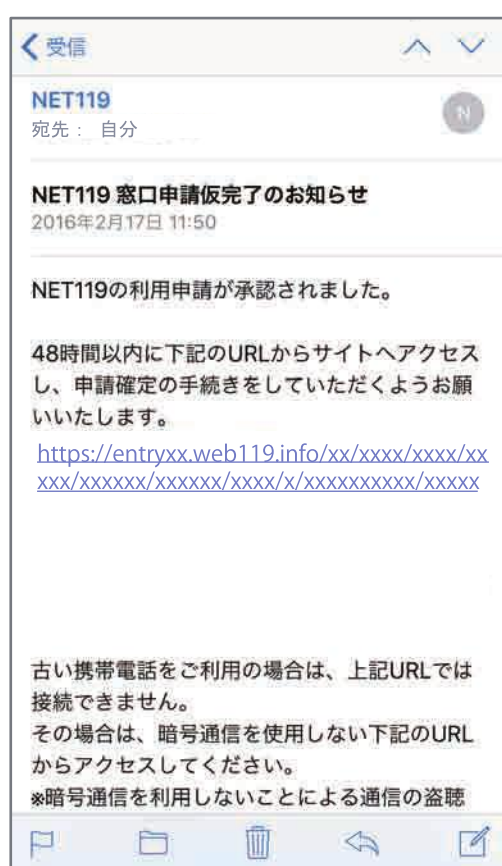 受信
NET119
N
宛先： 自分
NET119 窓口申請仮完了のお知らせ
2016年2月17日 11:50
NET119の利用申請が承認されました。
48時間以内に下記のURLからサイトへアクセス
し、申請確定の手続きをしていただくようお願
いいたします。
https://entryxx.web119.info/xx/xxxx/xxxx/xx
xxx/xxxxxx/xxxxxx/xxxx/x/xxxxxxxxxx/xxxxx
古い携帯電話をご利用の場合は、上記URLでは
接続できません。
その場合は、暗号通信を使用しない下記のURL
からアクセスしてください。
※暗号通信を利用しないことによる通信の盗聴